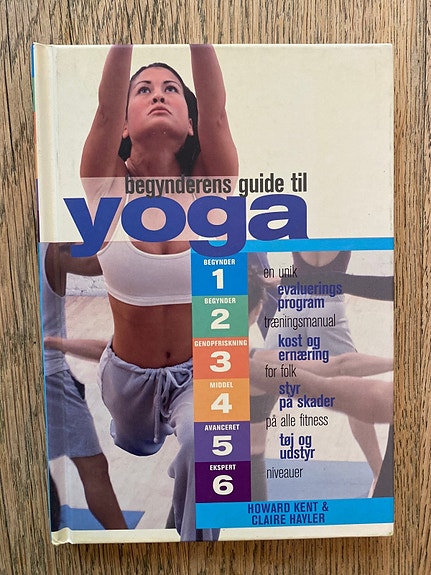 begynderens guide til
yoga
BEGYNDER
1
BEGYNDER
2
GENOPFRISKNING
3
MIDDEL
4
AVANCERET
5
EKSPERT
6
en unik
evaluerings
program
træningsmanual
kost og
ernæring
for folk
styr
på skader
på alle fitness
tøj og
udstyr
niveauer
HOWARD KENT &
CLAIRE HAYLER